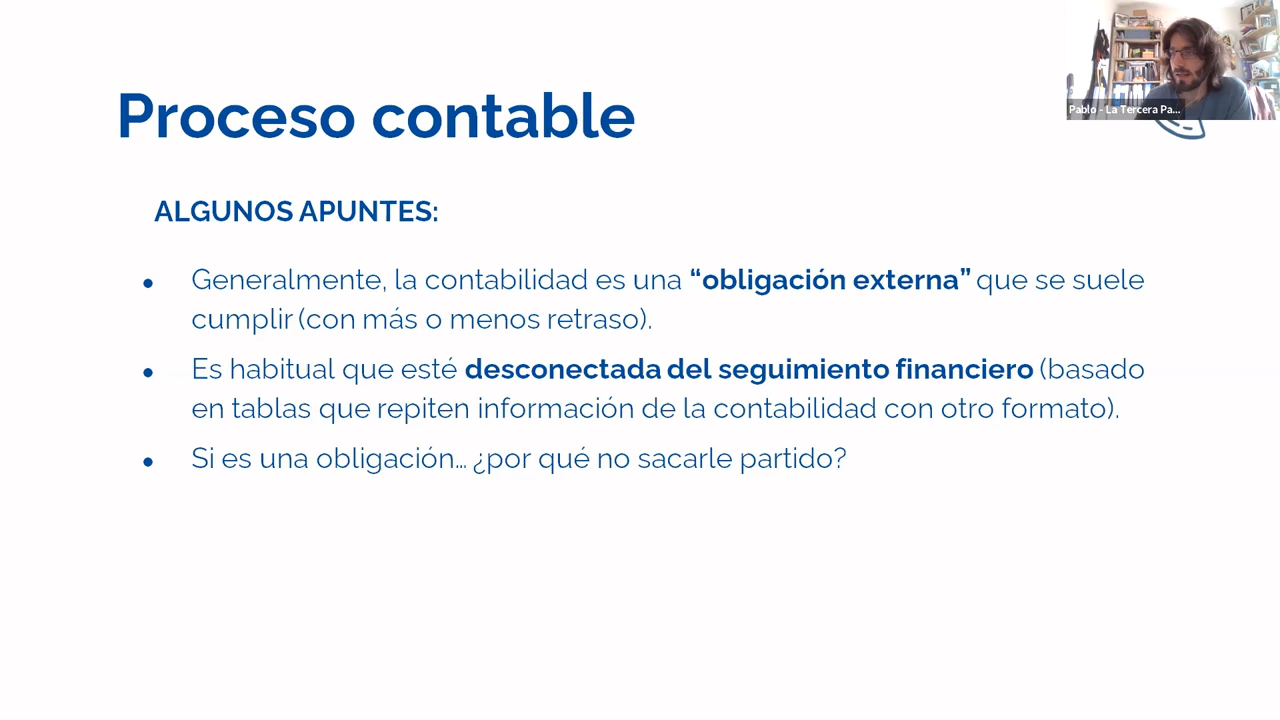 Proceso contable
Pablo - La Tercera Pa...
ALGUNOS APUNTES:
● Generalmente, la contabilidad es una “obligación externa” que se suele
cumplir (con más o menos retraso).
● Es habitual que esté desconectada del seguimiento financiero (basado
en tablas que repiten información de la contabilidad con otro formato).
● Si es una obligación... ¿por qué no sacarle partido?